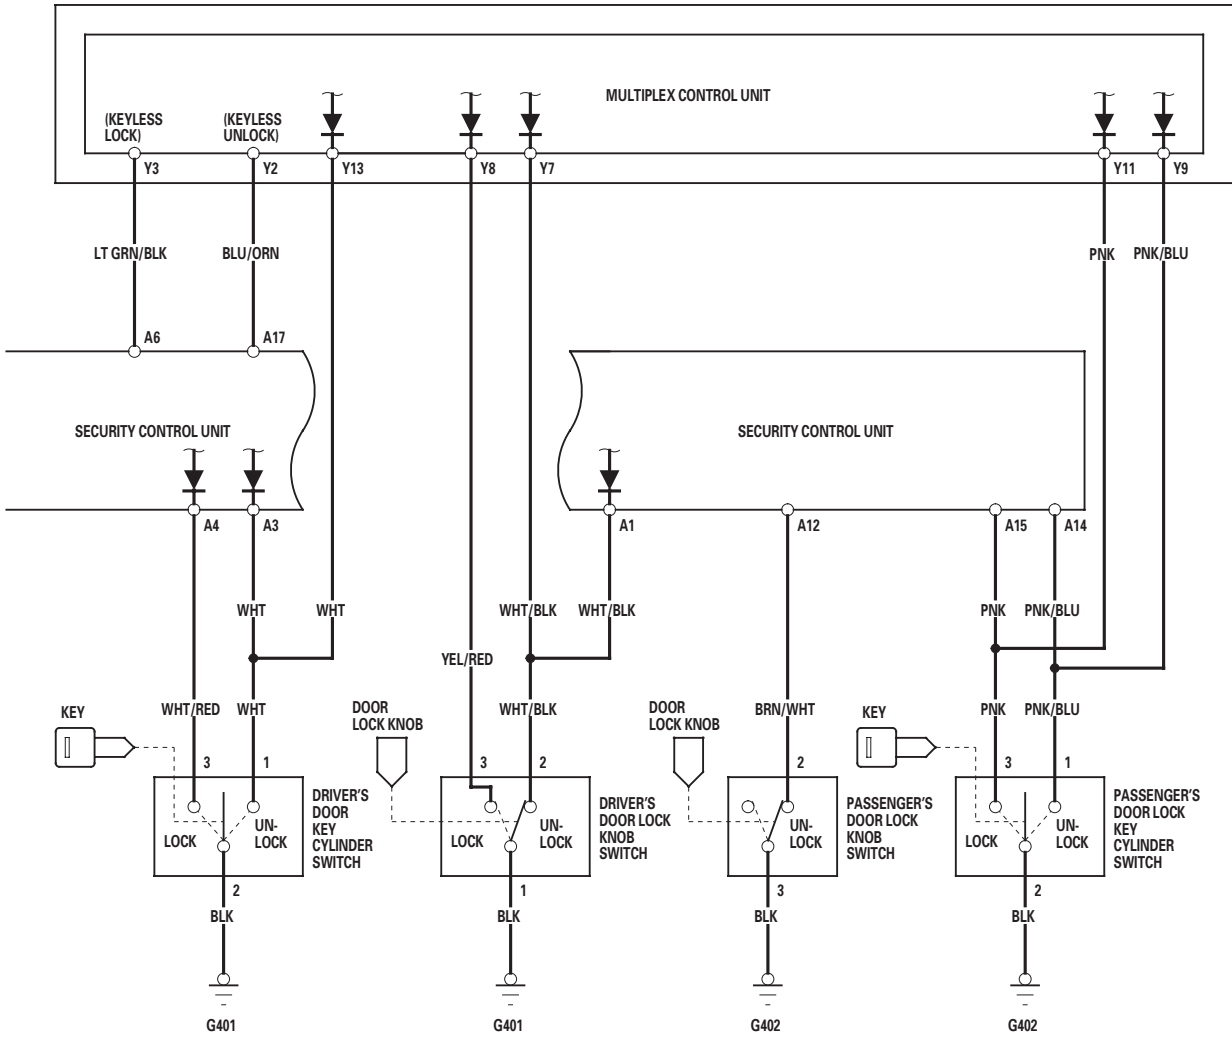 MULTIPLEX CONTROL UNIT
(KEYLESS
LOCK)
(KEYLESS
UNLOCK)
Y3
Y2
Y13
Y8
Y7
Y11
Y9
LT GRN/BLK
BLU/ORN
PNK
PNK/BLU
A6
A17
SECURITY CONTROL UNIT
SECURITY CONTROL UNIT
A4
A3
A1
A12
A15
A14
WHT
WHT
WHT/BLK
WHT/BLK
PNK
PNK/BLU
YEL/RED
KEY
WHT/RED
WHT
DOOR
LOCK KNOB
WHT/BLK
DOOR
LOCK KNOB
BRN/WHT
KEY
PNK
PNK/BLU
3
1
3
2
2
3
1
LOCK
UN-
LOCK
DRIVER'S
DOOR
KEY
CYLINDER
SWITCH
LOCK
UN-
LOCK
DRIVER'S
DOOR LOCK
KNOB
SWITCH
UN-
LOCK
PASSENGER'S
DOOR LOCK
KNOB
SWITCH
LOCK
UN-
LOCK
PASSENGER'S
DOOR LOCK
KEY
CYLINDER
SWITCH
2
1
3
2
BLK
BLK
BLK
BLK
G401
G401
G402
G402